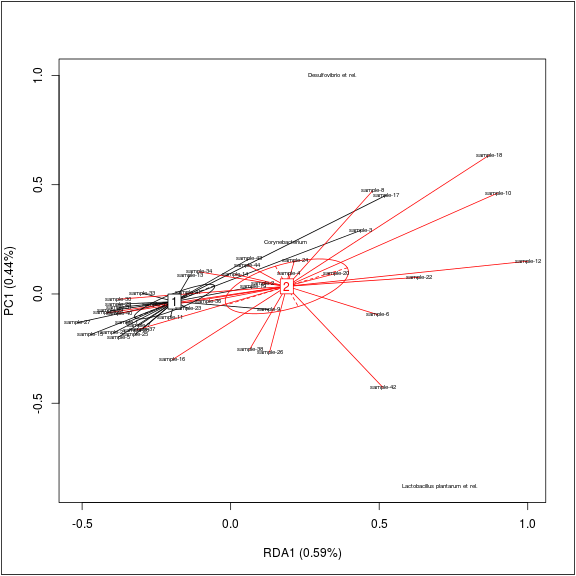 Desulfovibrio et rel.
sample-18
sample-8
sample-17
sample-10
sample-3
Corynebacterium
sample-24
sample-12
sample-44
sample-34
sample-13
sample-14
sample-4
sample-20
sample-22
2
sample-33
sample-30
1
sample-36
sample-23
sample-9
sample-6
sample-11
sample-27
sample-5
sample-38
sample-26
sample-16
sample-42
Lactobacillus plantarum et rel.
1.0
0.5
0.0
-0.5
PC1 (0.44%)
-0.5
0.0
0.5
1.0
RDA1 (0.59%)